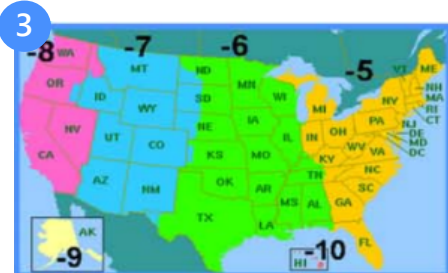 3
-8 -7 -6 -5
WA MT ND MN VT ME
OR ID SD WI MI NY NH
WY MA
NV UT NE IA PA RI
CA CO IL IN OH NJ CT
KS MO WV VA DE
KY MD
AZ NM OK AR TN NC DC
SC
TX MS AL GA
LA
AK FL
-9 HI -10